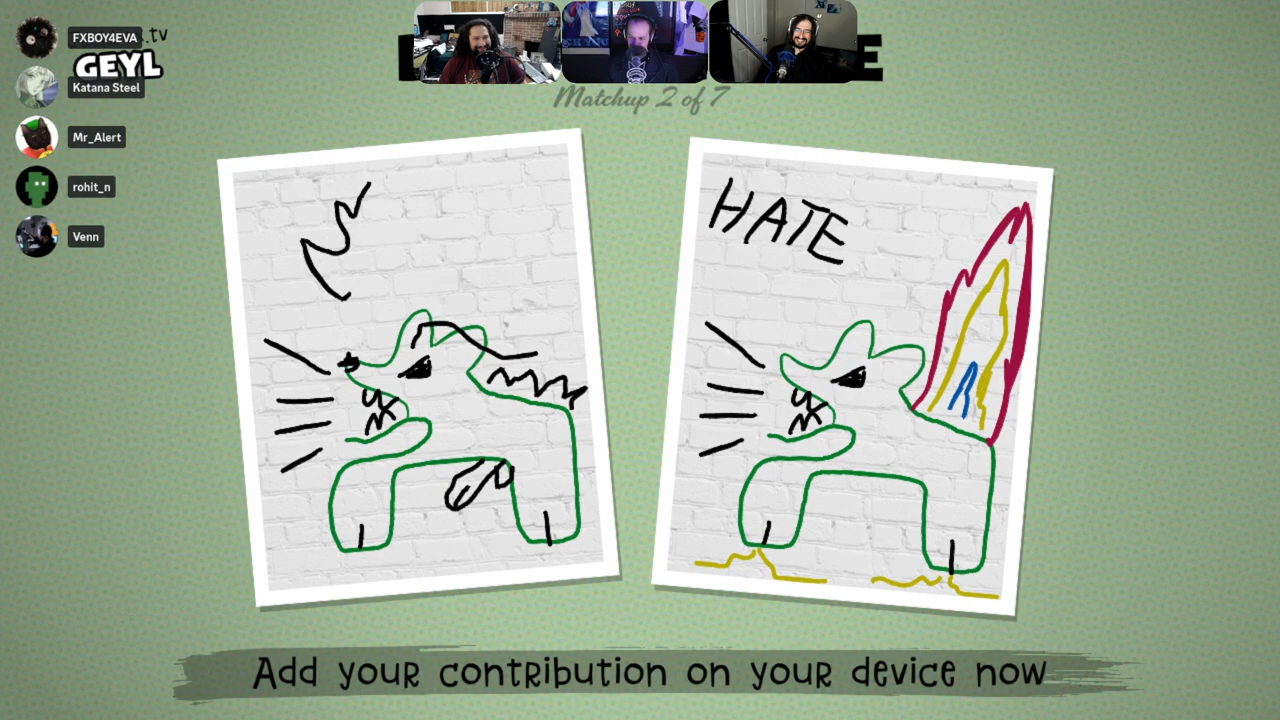 FXBOY4EVA
.tv
GEYL
Katana Steel
Mr_Alert
rohit_n
Venn
E
Matchup 2 of 7
HATE
Add your contribution on your device now